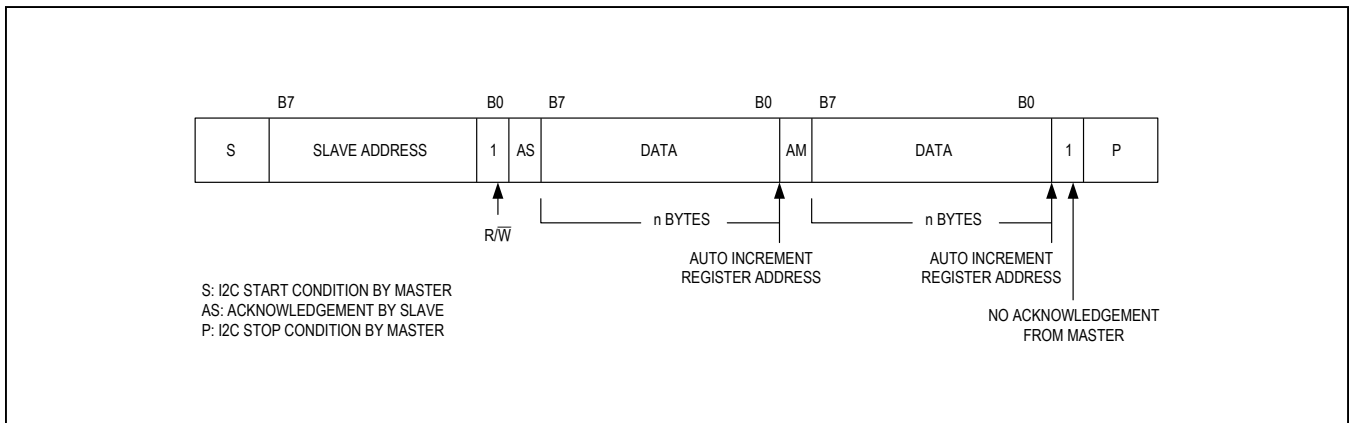 B7 B0 B7 B0 B7 B0
S SLAVE ADDRESS 1 AS DATA AM DATA 1 P
n BYTES n BYTES
R/W̅
AUTO INCREMENT
REGISTER ADDRESS
AUTO INCREMENT
REGISTER ADDRESS
S: I2C START CONDITION BY MASTER
AS: ACKNOWLEDGEMENT BY SLAVE
P: I2C STOP CONDITION BY MASTER
NO ACKNOWLEDGEMENT
FROM MASTER